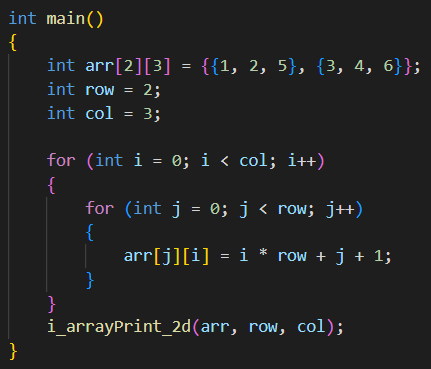 int main()
{
    int arr[2][3] = {{1, 2, 5}, {3, 4, 6}};
    int row = 2;
    int col = 3;

    for (int i = 0; i < col; i++)
    {
        for (int j = 0; j < row; j++)
        {
            arr[j][i] = i * row + j + 1;
        }
    }
    i_arrayPrint_2d(arr, row, col);
}